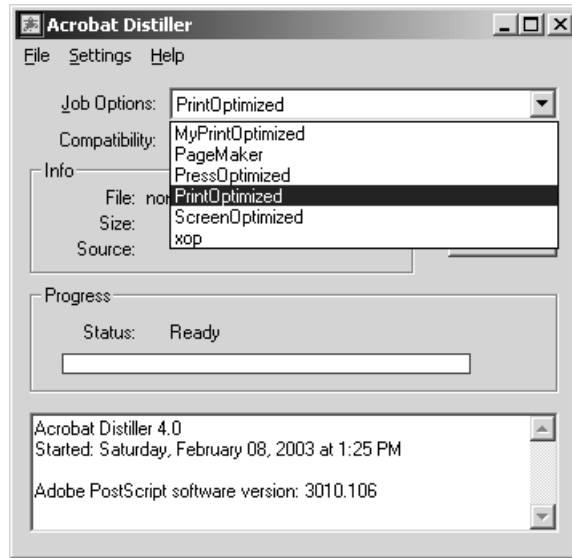 Acrobat Distiller
File Settings Help
Job Options: PrintOptimized
MyPrintOptimized
Compatibility:
PageMaker
PressOptimized
Info
PrintOptimized
File:
ScreenOptimized
Size:
xop
Source:
Progress
Status: Ready
Acrobat Distiller 4.0
Started: Saturday, February 08, 2003 at 1:25 PM
Adobe PostScript software version: 3010.106